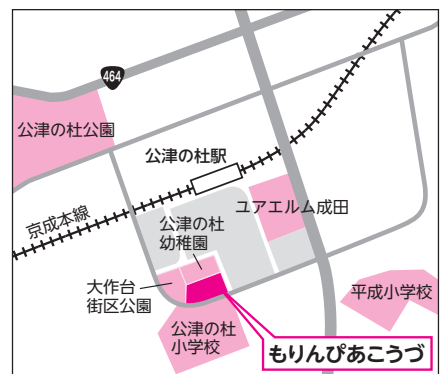 464
公津の杜公園
公津の杜駅
京成本線
ユアエルム成田
公津の杜
幼稚園
大作台
街区公園
平成小学校
公津の杜
小学校
もりんぴあこうづ